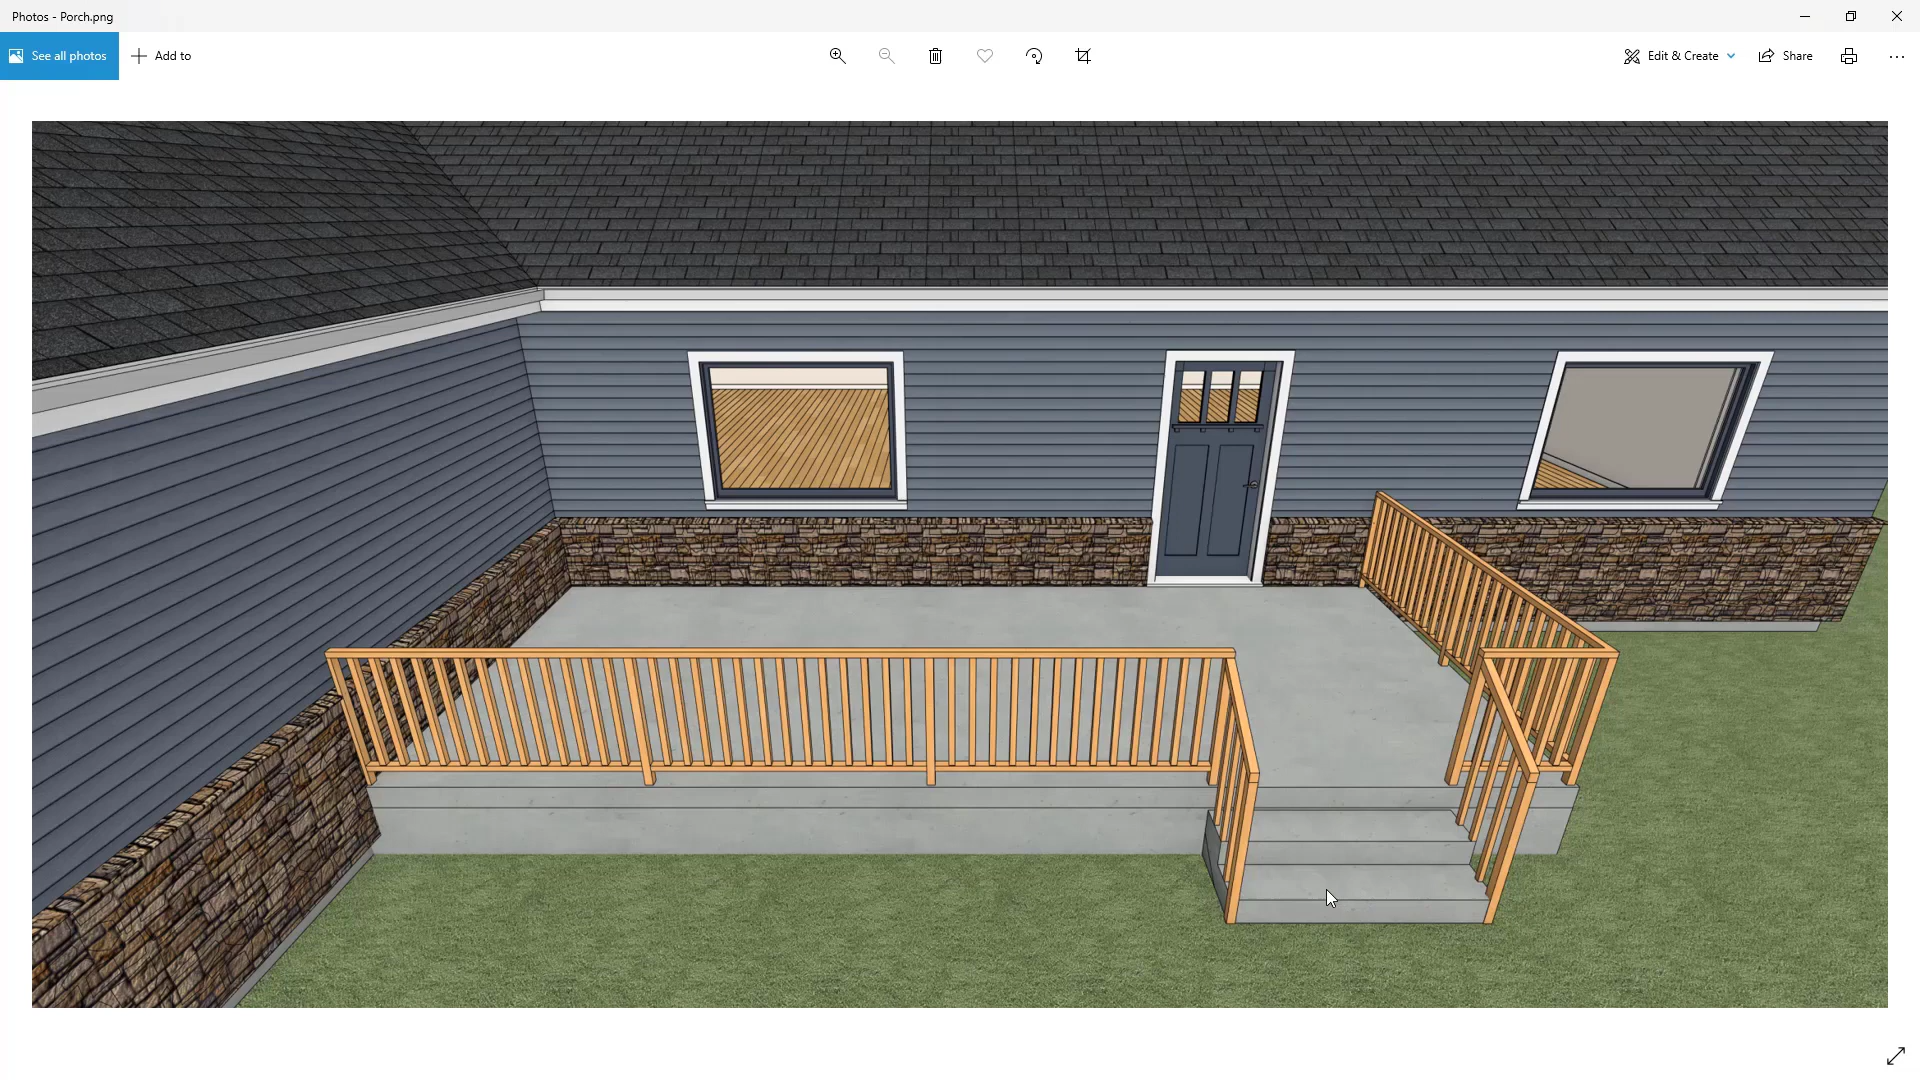 Photos - Porch.png
See all photos
Add to
Edit & Create
Share